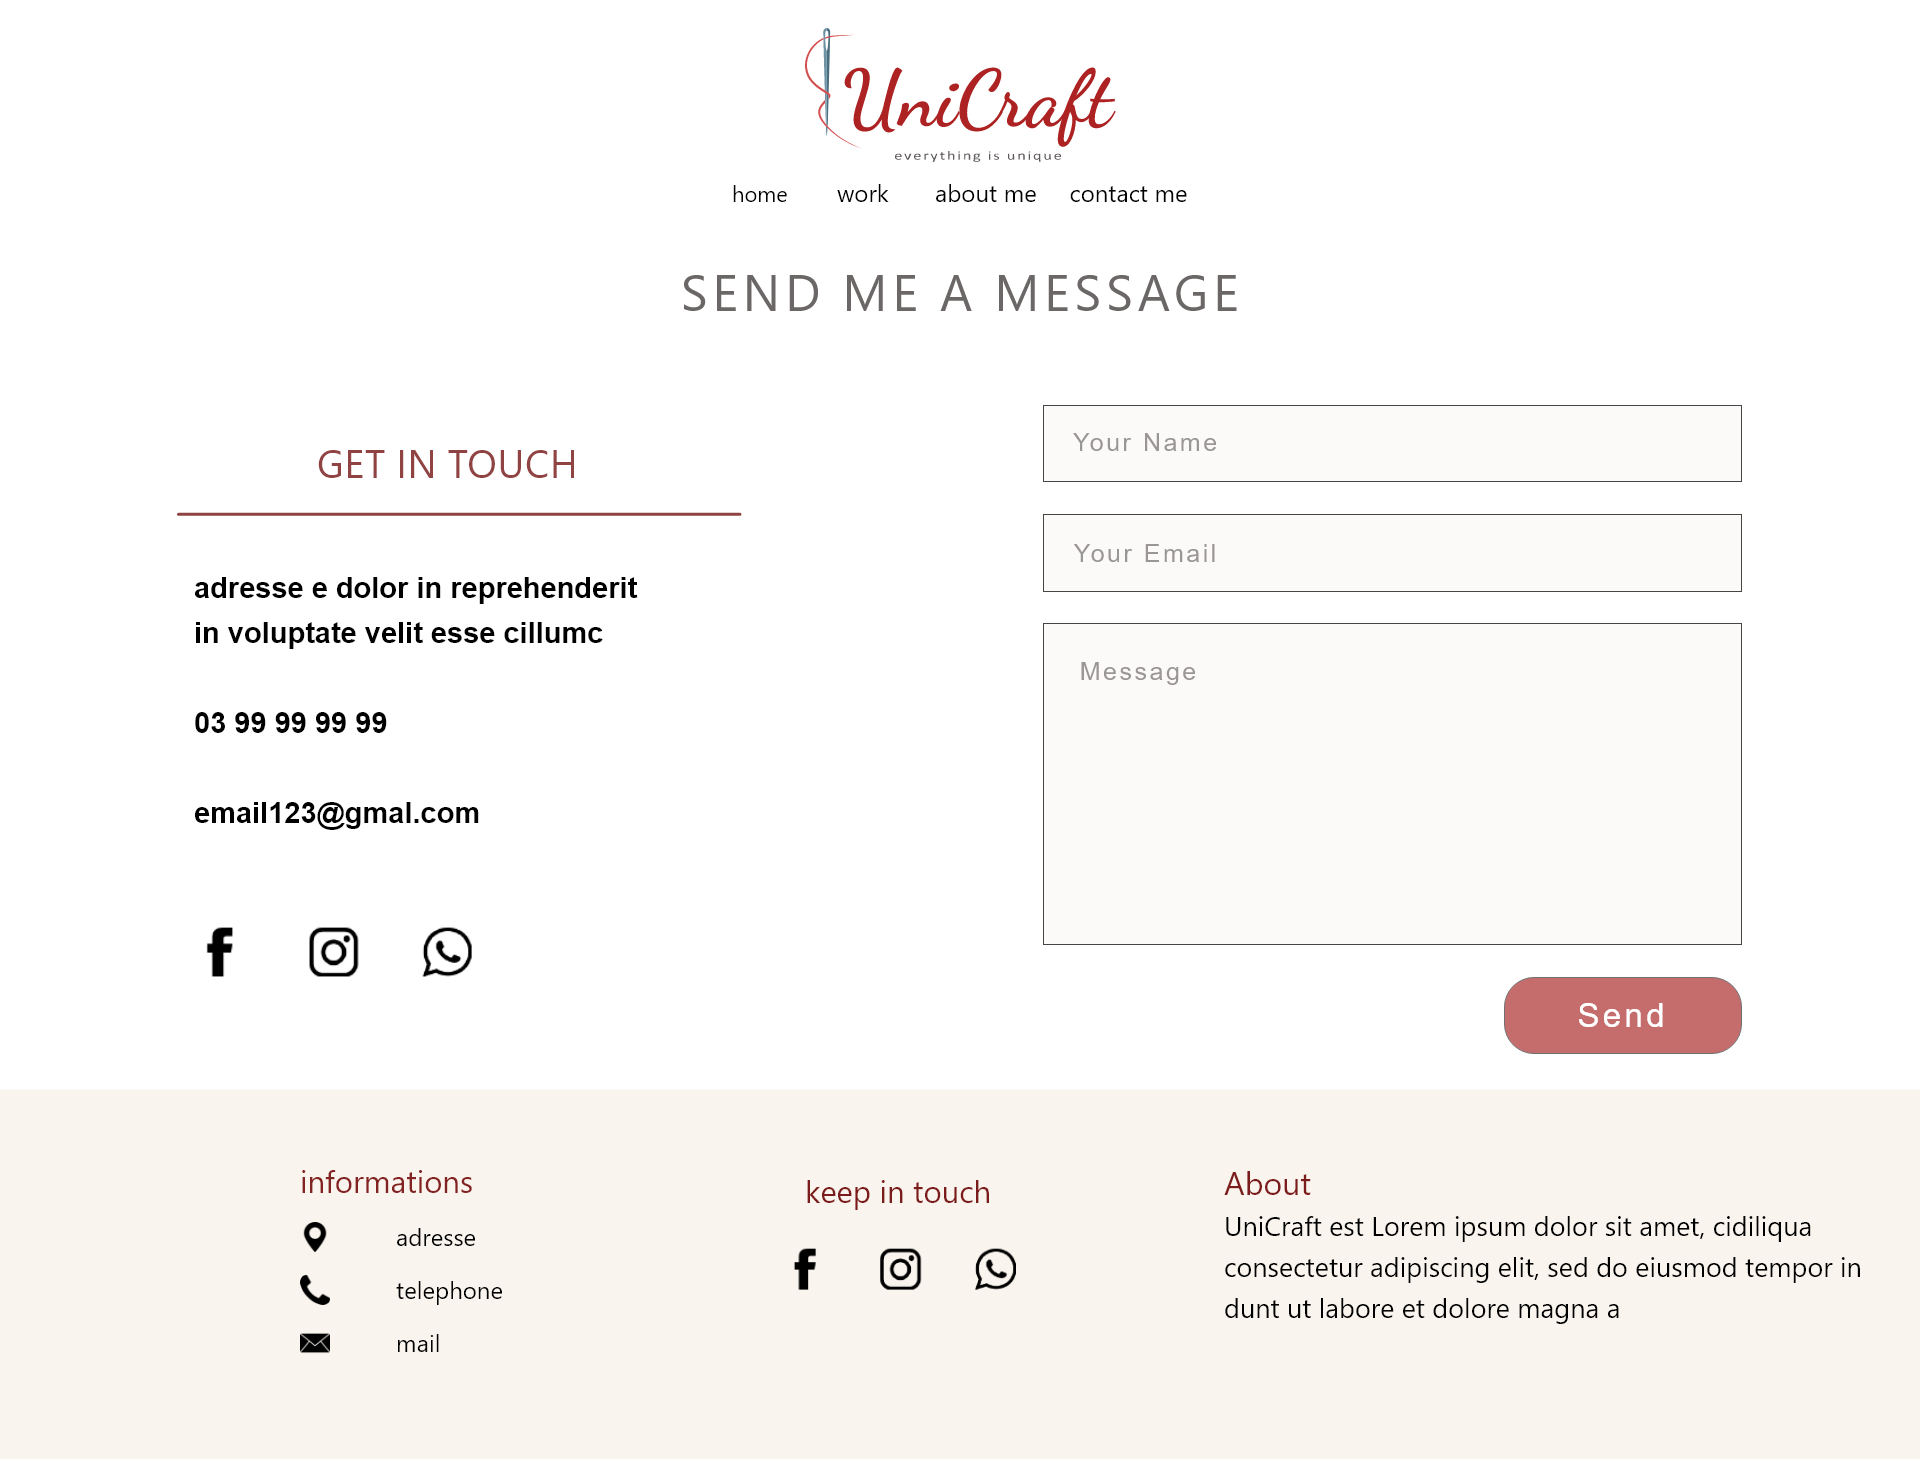 UniCraft
everything is unique
home work about me contact me
SEND ME A MESSAGE
GET IN TOUCH
adresse e dolor in reprehenderit
in voluptate velit esse cillumc
03 99 99 99 99
email123@gmal.com
Your Name
Your Email
Message
Send
informations
adresse
telephone
mail
keep in touch
About
UniCraft est Lorem ipsum dolor sit amet, cidiliqua
consectetur adipiscing elit, sed do eiusmod tempor in
dunt ut labore et dolore magna a